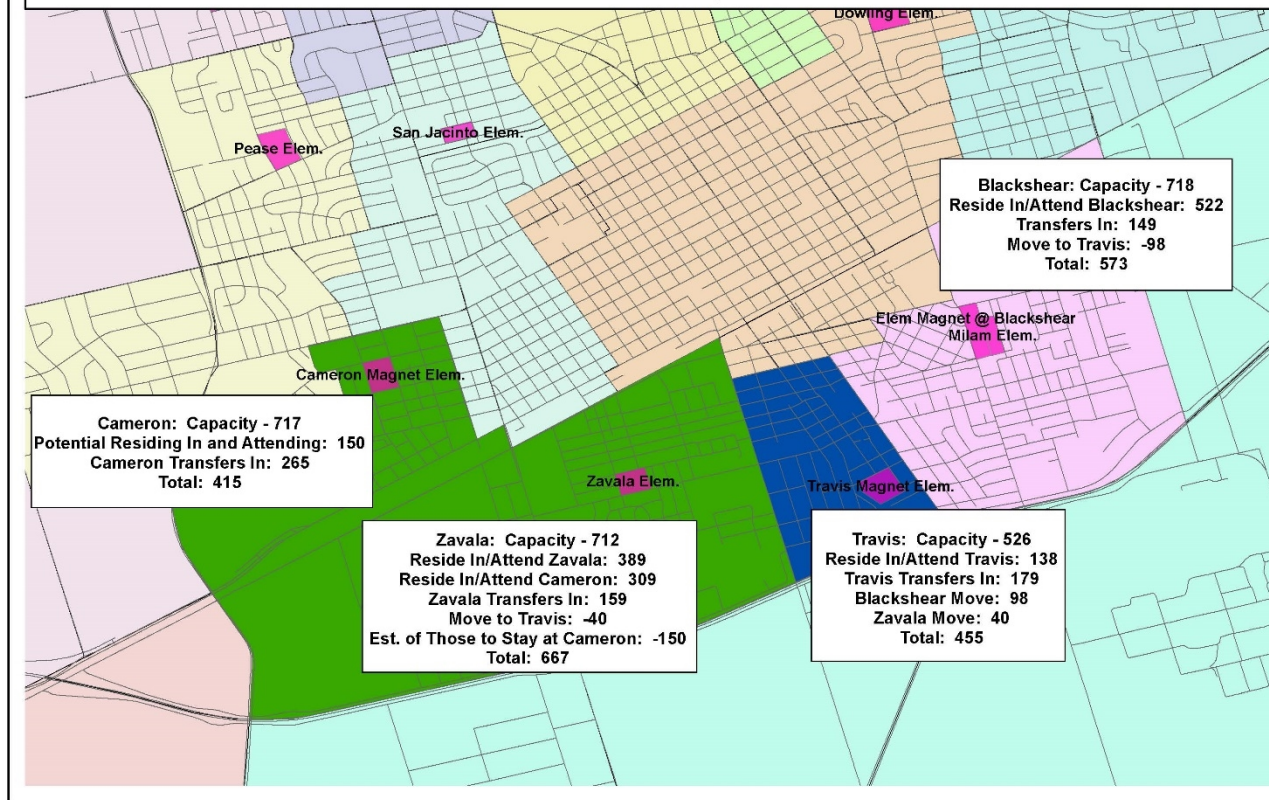 Dowling Elem.
San Jacinto Elem.
Pease Elem.
Blackshear: Capacity - 718
Reside In/Attend Blackshear: 522
Transfers In: 149
Move to Travis: -98
Total: 573
Elem Magnet @ Blackshear
Milam Elem.
Cameron Magnet Elem.
Cameron: Capacity - 717
Potential Residing In and Attending: 150
Cameron Transfers In: 265
Total: 415
Zavala Elem.
Travis Magnet Elem.
Zavala: Capacity - 712
Reside In/Attend Zavala: 389
Reside In/Attend Cameron: 309
Zavala Transfers In: 159
Move to Travis: -40
Est. of Those to Stay at Cameron: -150
Total: 667
Travis: Capacity - 526
Reside In/Attend Travis: 138
Travis Transfers In: 179
Blackshear Move: 98
Zavala Move: 40
Total: 455